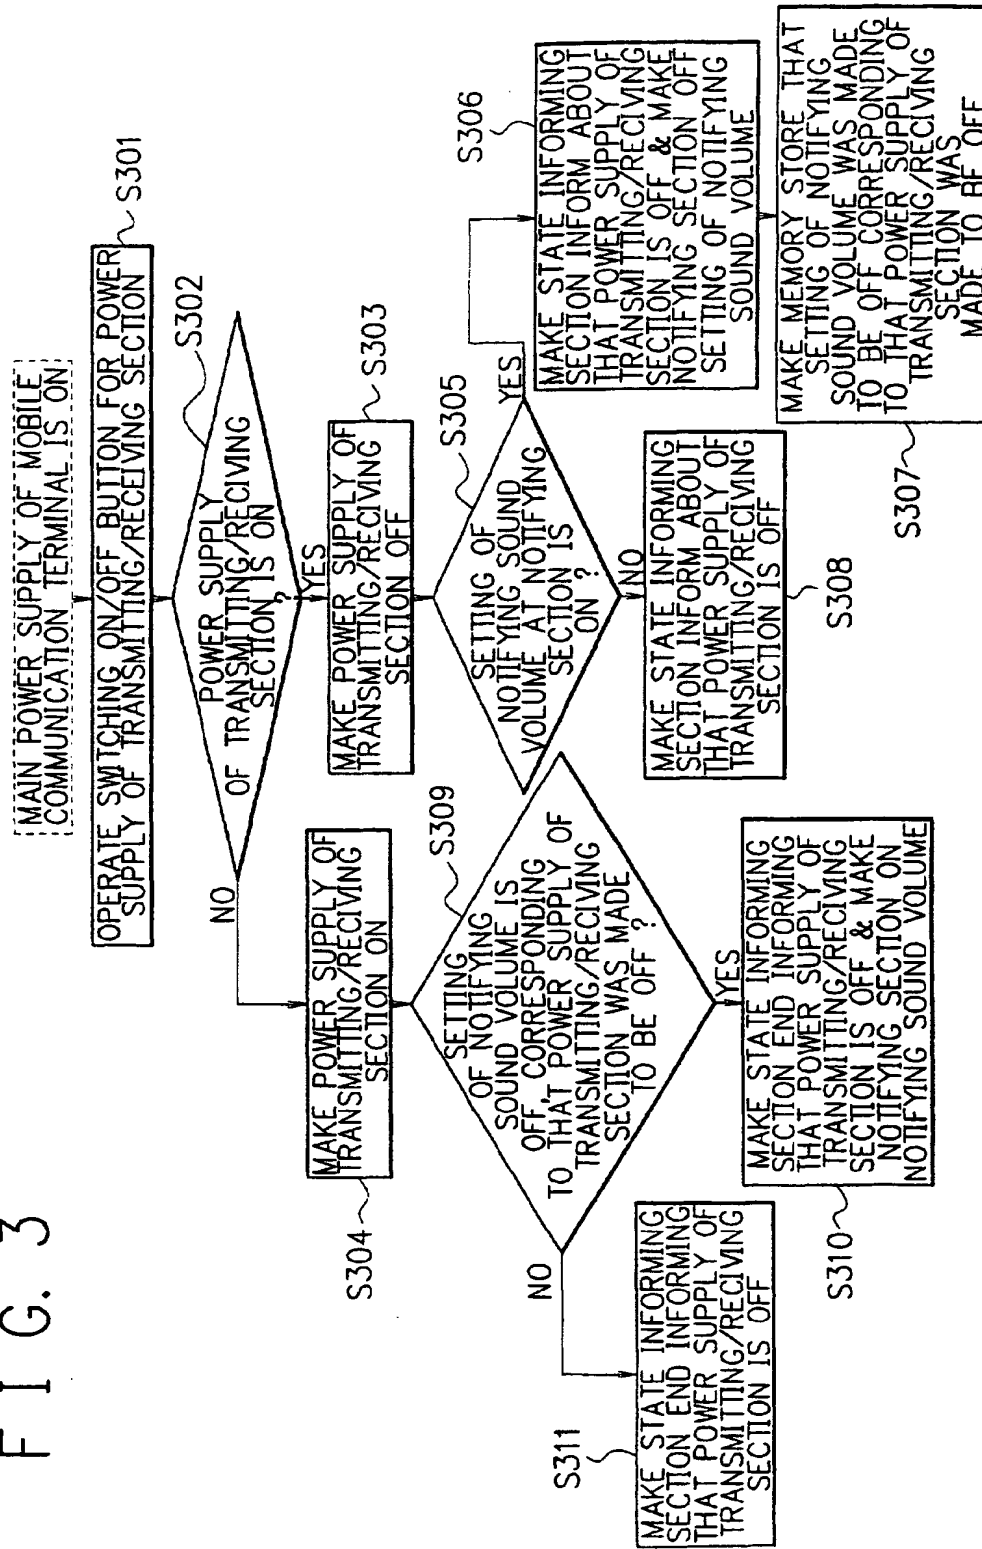 F I G. 3
MAIN POWER SUPPLY OF MOBILE
COMMUNICATION TERMINAL IS ON
OPERATE SWITCHING ON/OFF BUTTON FOR POWER
SUPPLY OF TRANSMITTING/RECEIVING SECTION
S301
POWER SUPPLY
OF TRANSMITTING/RECIVING
SECTION IS ON
?
S302
NO
YES
MAKE POWER SUPPLY OF
TRANSMITTING/RECIVING
SECTION OFF
S303
MAKE POWER SUPPLY OF
TRANSMITTING/RECIVING
SECTION ON
S304
SETTING OF
NOTIFYING SOUND
VOLUME AT NOTIFYING
SECTION IS
ON ?
S305
YES
NO
MAKE STATE INFORMING
SECTION INFORM ABOUT
THAT POWER SUPPLY OF
TRANSMITTING/RECIVING
SECTION IS OFF & MAKE
NOTIFYING SECTION OFF
SETTING OF NOTIFYING
SOUND VOLUME
S306
MAKE MEMORY STORE THAT
SETTING OF NOTIFYING
SOUND VOLUME WAS MADE
TO BE OFF CORRESPONDING
TO THAT POWER SUPPLY OF
TRANSMITTING/RECIVING
SECTION WAS
MADE TO BE OFF
S307
MAKE STATE INFORMING
SECTION INFORM ABOUT
THAT POWER SUPPLY OF
TRANSMITTING/RECIVING
SECTION IS OFF
S308
SETTING
OF NOTIFYING
SOUND VOLUME IS
OFF, CORRESPONDING
TO THAT POWER SUPPLY OF
TRANSMITTING/RECIVING
SECTION WAS MADE
TO BE OFF ?
S309
NO
YES
MAKE STATE INFORMING
SECTION END INFORMING
THAT POWER SUPPLY OF
TRANSMITTING/RECIVING
SECTION IS OFF & MAKE
NOTIFYING SECTION ON
NOTIFYING SOUND VOLUME
S310
MAKE STATE INFORMING
SECTION END INFORMING
THAT POWER SUPPLY OF
TRANSMITTING/RECIVING
SECTION IS OFF
S311